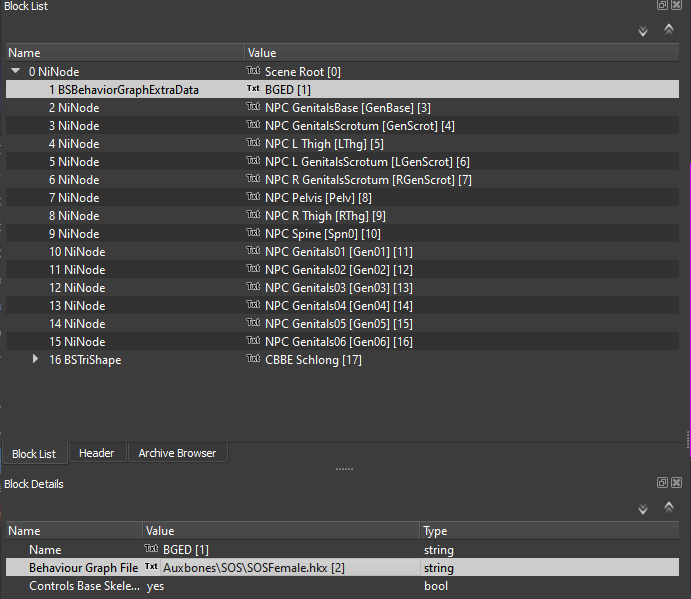 Block List
Name Value
0 NiNode Txt Scene Root [0]
1 BSBehaviorGraphExtraData Txt BGED [1]
2 NiNode Txt NPC GenitalsBase [GenBase] [3]
3 NiNode Txt NPC GenitalsScrotum [GenScrot] [4]
4 NiNode Txt NPC L Thigh [LThg] [5]
5 NiNode Txt NPC L GenitalsScrotum [LGenScrot] [6]
6 NiNode Txt NPC R GenitalsScrotum [RGenScrot] [7]
7 NiNode Txt NPC Pelvis [Pelv] [8]
8 NiNode Txt NPC R Thigh [RThg] [9]
9 NiNode Txt NPC Spine [Spn0] [10]
10 NiNode Txt NPC Genitals01 [Gen01] [11]
11 NiNode Txt NPC Genitals02 [Gen02] [12]
12 NiNode Txt NPC Genitals03 [Gen03] [13]
13 NiNode Txt NPC Genitals04 [Gen04] [14]
14 NiNode Txt NPC Genitals05 [Gen05] [15]
15 NiNode Txt NPC Genitals06 [Gen06] [16]
16 BSTriShape Txt CBBE Schlong [17]
Block List Header Archive Browser
Block Details
Name Value Type
Name Txt BGED [1] string
Behaviour Graph File Txt Auxbones\SOS\SOSFemale.hkx [2] string
Controls Base Skele... yes bool